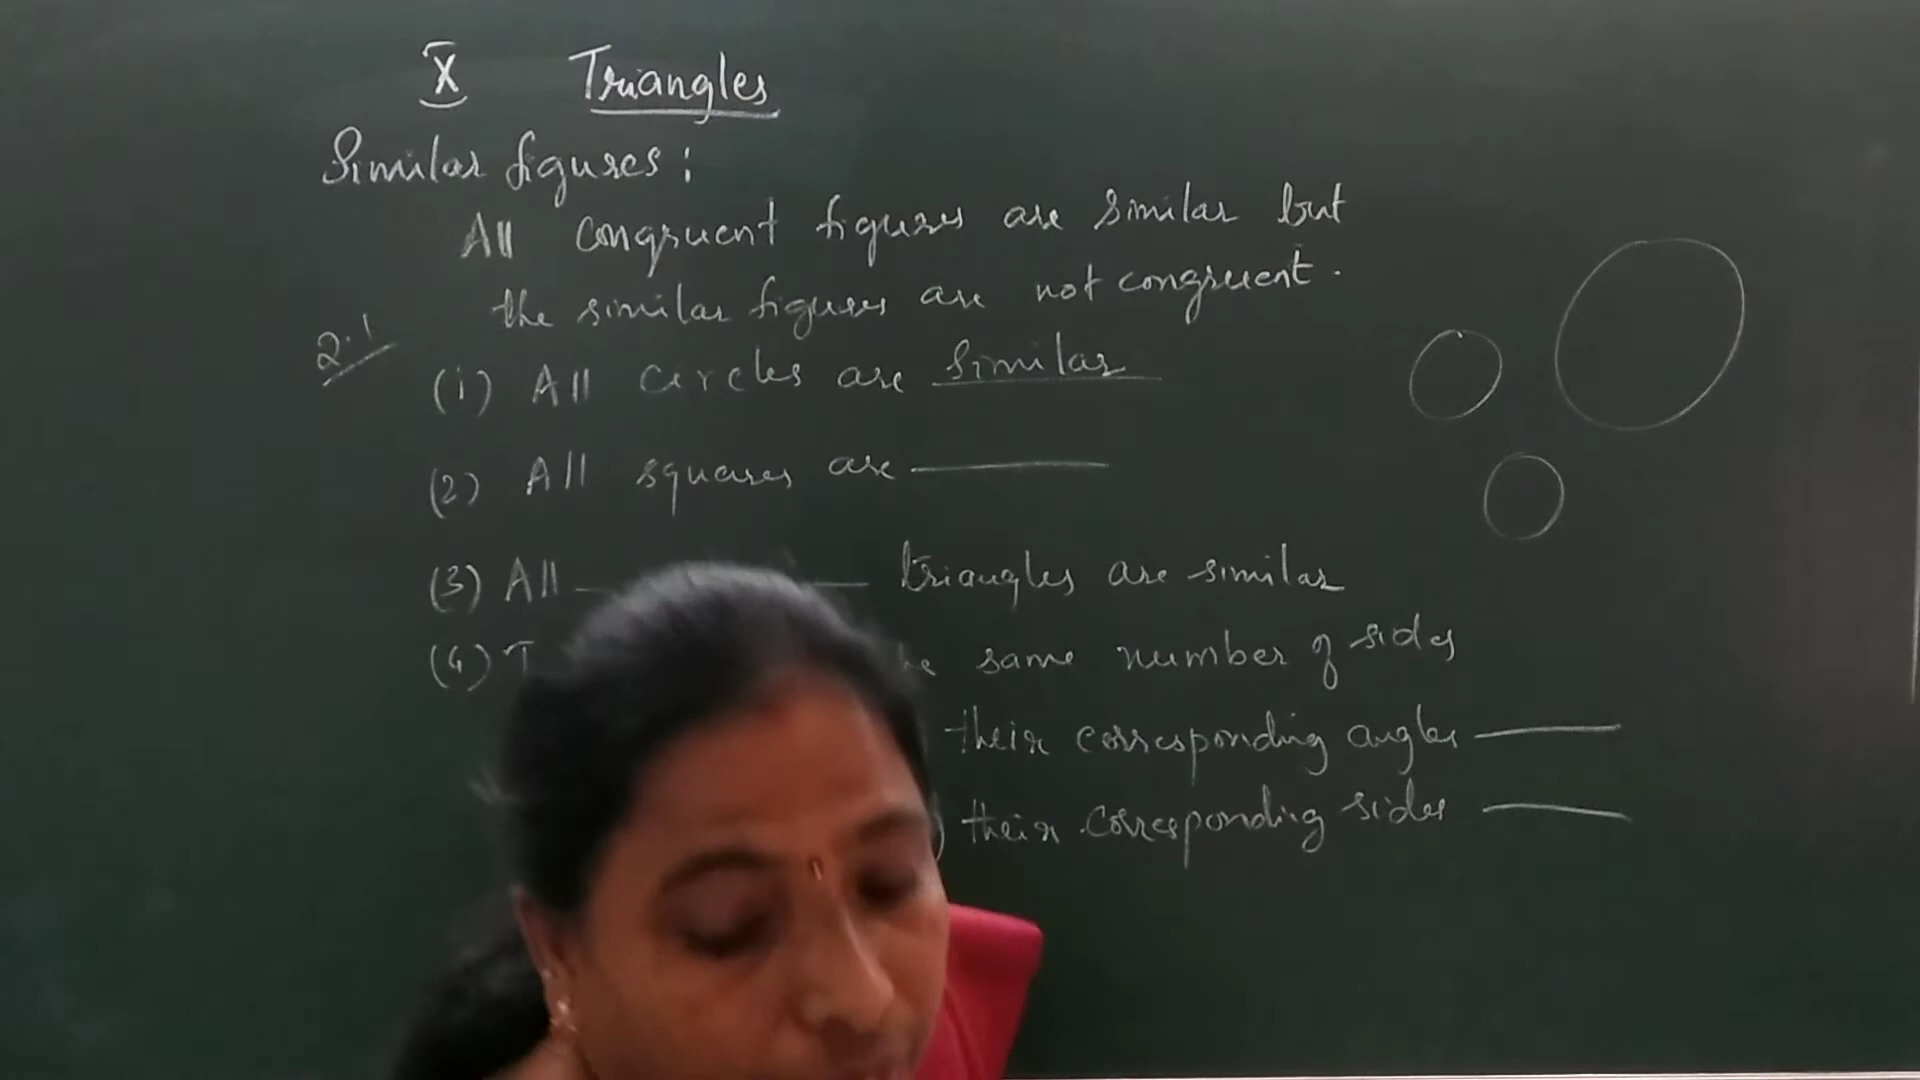 X Triangles
Similar figures :
All congruent figures are similar but
the similar figures are not congruent.
2.1
(i) All circles are similar
(2) All squares are
(3) All triangles are similar
(4) same number of sides
their corresponding angles
their corresponding sides